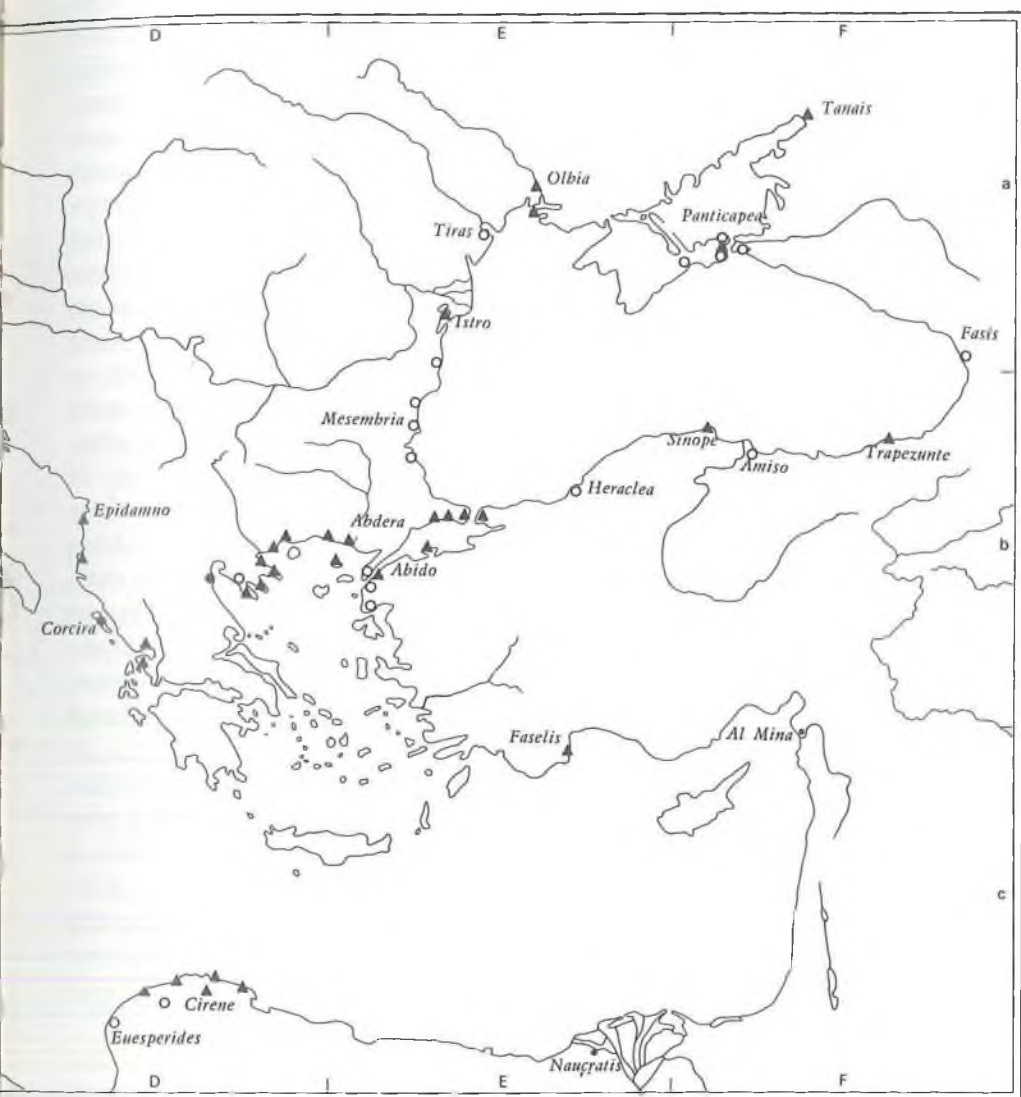 D I E I F
Tanais
Olbia
a
Panticapea
Tiras
Istro
Fasis
Mesembria
Sinope
Trapezunte
Amiso
Heraclea
Epidamno
Abdera
b
Abido
Corcira
Faselis
Al Mina
c
Cirene
Euesperides
Naucratis
D I E I F